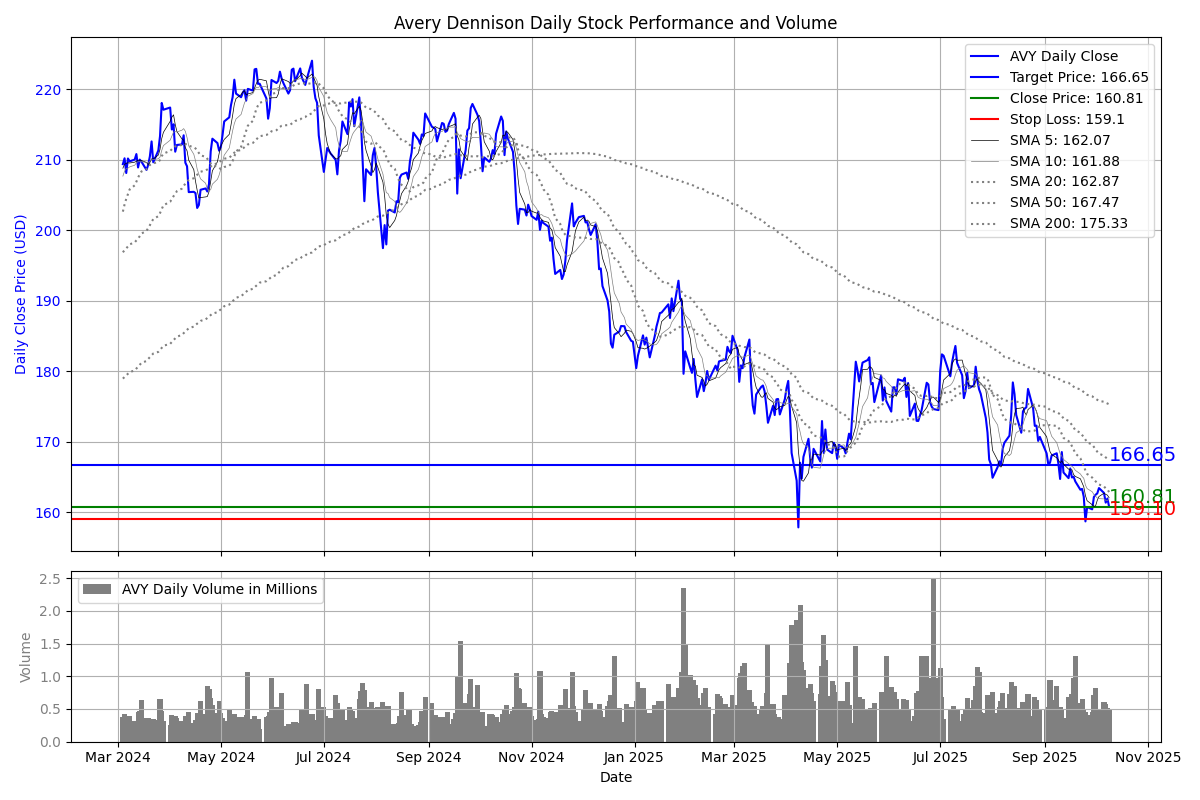 Avery Dennison Daily Stock Performance and Volume
AVY Daily Close
Target Price: 166.65
Close Price: 160.81
Stop Loss: 159.1
SMA 5: 162.07
SMA 10: 161.88
SMA 20: 162.87
SMA 50: 167.47
SMA 200: 175.33
Daily Close Price (USD)
220
210
200
190
180
170
160
166.65
160.81
159.10
AVY Daily Volume in Millions
Volume
2.5
2.0
1.5
1.0
0.5
0.0
Mar 2024 May 2024 Jul 2024 Sep 2024 Nov 2024 Jan 2025 Mar 2025 May 2025 Jul 2025 Sep 2025 Nov 2025
Date